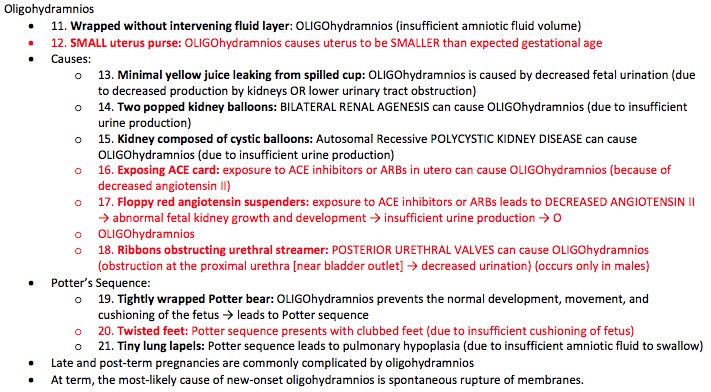 Oligohydramnios
• 11. Wrapped without intervening fluid layer: OLIGOhydramnios (insufficient amniotic fluid volume)
• 12. SMALL uterus purse: OLIGOhydramnios causes uterus to be SMALLER than expected gestational age
• Causes:
o 13. Minimal yellow juice leaking from spilled cup: OLIGOhydramnios is caused by decreased fetal urination (due
to decreased production by kidneys OR lower urinary tract obstruction)
o 14. Two popped kidney balloons: BILATERAL RENAL AGENESIS can cause OLIGOhydramnios (due to insufficient
urine production)
o 15. Kidney composed of cystic balloons: Autosomal Recessive POLYCYSTIC KIDNEY DISEASE can cause
OLIGOhydramnios (due to insufficient urine production)
o 16. Exposing ACE card: exposure to ACE inhibitors or ARBs in utero can cause OLIGOhydramnios (because of
decreased angiotensin II)
o 17. Floppy red angiotensin suspenders: exposure to ACE inhibitors or ARBs leads to DECREASED ANGIOTENSIN II
→ abnormal fetal kidney growth and development → insufficient urine production → O
o OLIGOhydramnios
o 18. Ribbons obstructing urethral streamer: POSTERIOR URETHRAL VALVES can cause OLIGOhydramnios
(obstruction at the proximal urethra [near bladder outlet] → decreased urination) (occurs only in males)
• Potter's Sequence:
o 19. Tightly wrapped Potter bear: OLIGOhydramnios prevents the normal development, movement, and
cushioning of the fetus → leads to Potter sequence
o 20. Twisted feet: Potter sequence presents with clubbed feet (due to insufficient cushioning of fetus)
o 21. Tiny lung lapels: Potter sequence leads to pulmonary hypoplasia (due to insufficient amniotic fluid to swallow)
• Late and post-term pregnancies are commonly complicated by oligohydramnios
• At term, the most-likely cause of new-onset oligohydramnios is spontaneous rupture of membranes.